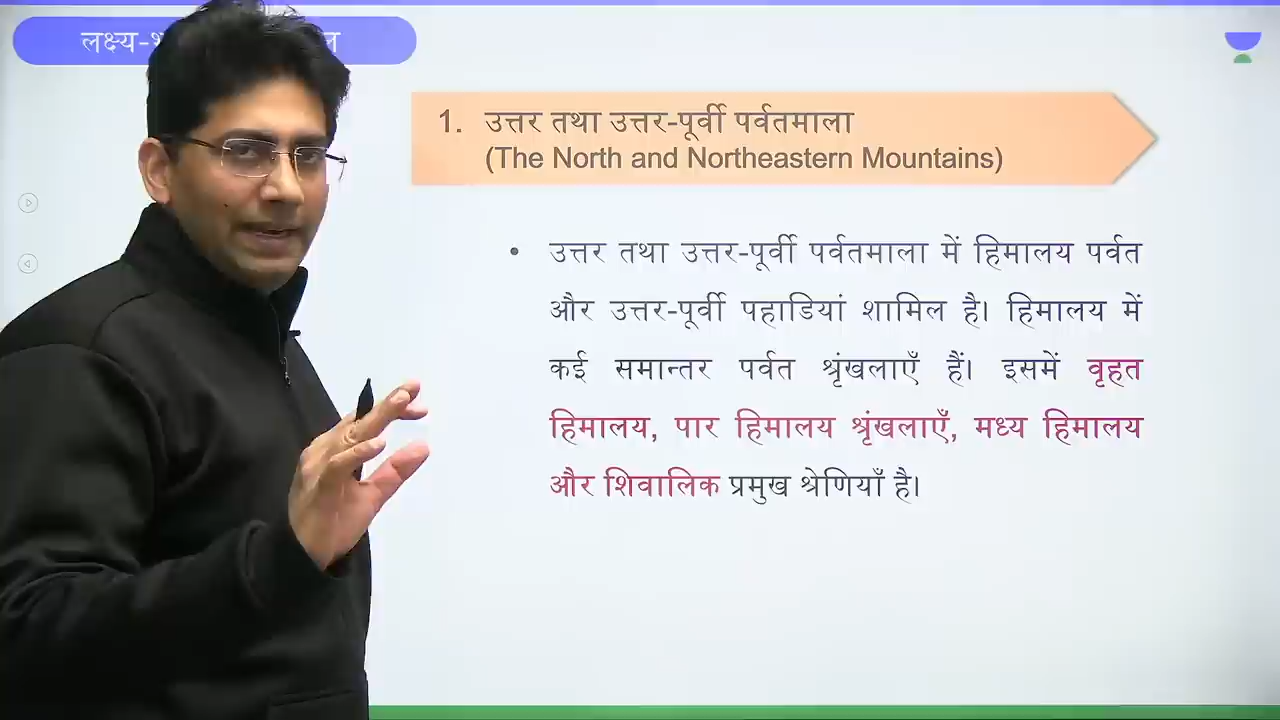 लक्ष्य-
1. उत्तर तथा उत्तर-पूर्वी पर्वतमाला
(The North and Northeastern Mountains)
• उत्तर तथा उत्तर-पूर्वी पर्वतमाला में हिमालय पर्वत
और उत्तर-पूर्वी पहाडियां शामिल है। हिमालय में
कई समान्तर पर्वत श्रृंखलाएँ हैं। इसमें वृहत
हिमालय, पार हिमालय श्रृंखलाएँ, मध्य हिमालय
और शिवालिक प्रमुख श्रेणियाँ है।